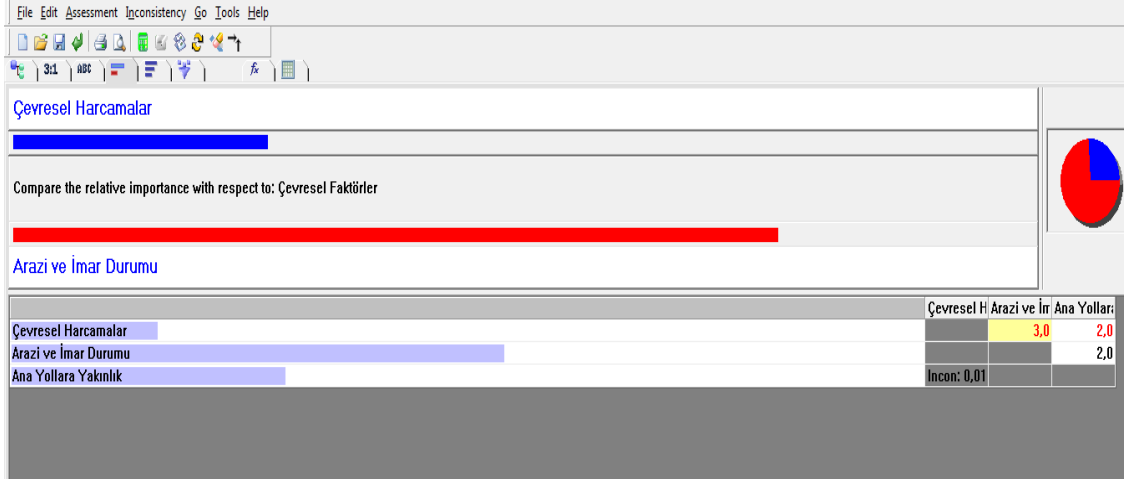 File Edit Assessment Inconsistency Go Tools Help
3:1 ABC fx
Çevresel Harcamalar
Compare the relative importance with respect to: Çevresel Faktörler
Arazi ve İmar Durumu
Çevresel H Arazi ve İm Ana Yollara
Çevresel Harcamalar 3,0 2,0
Arazi ve İmar Durumu 2,0
Ana Yollara Yakınlık Incon: 0,01